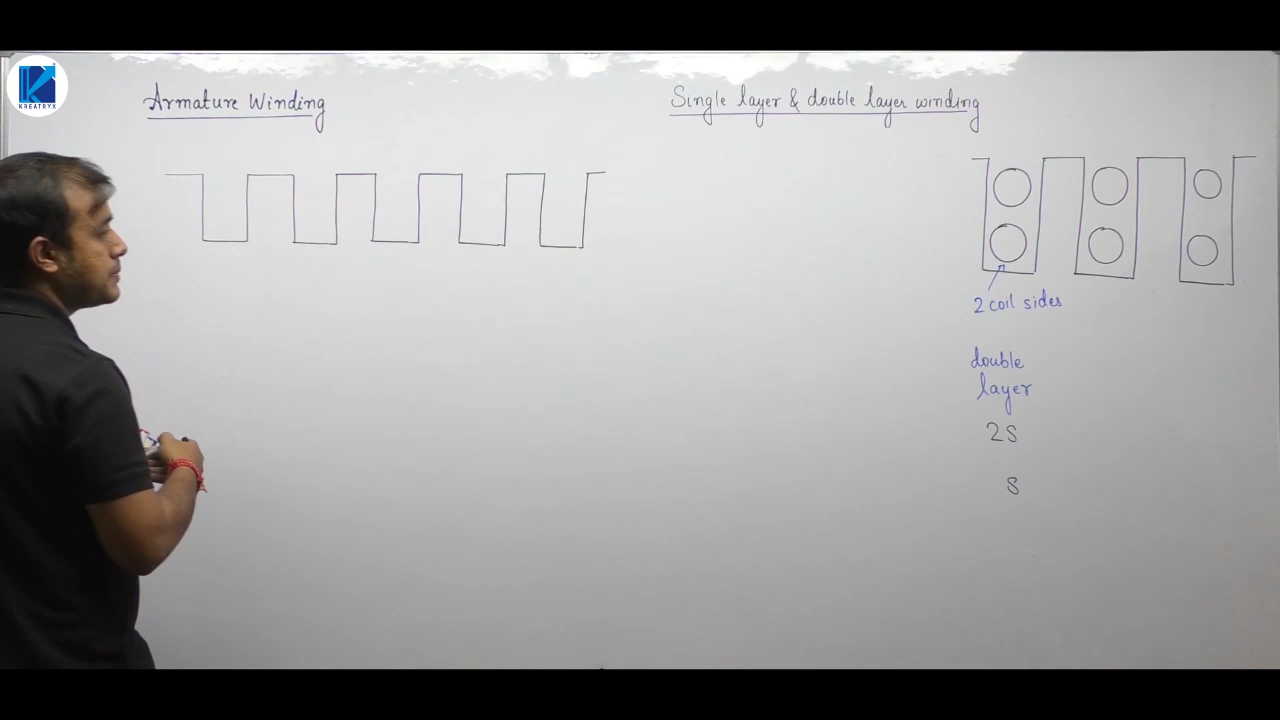 KREATRYX
Armature Winding
Single layer & double layer winding
2 coil sides
double
layer
2S
S